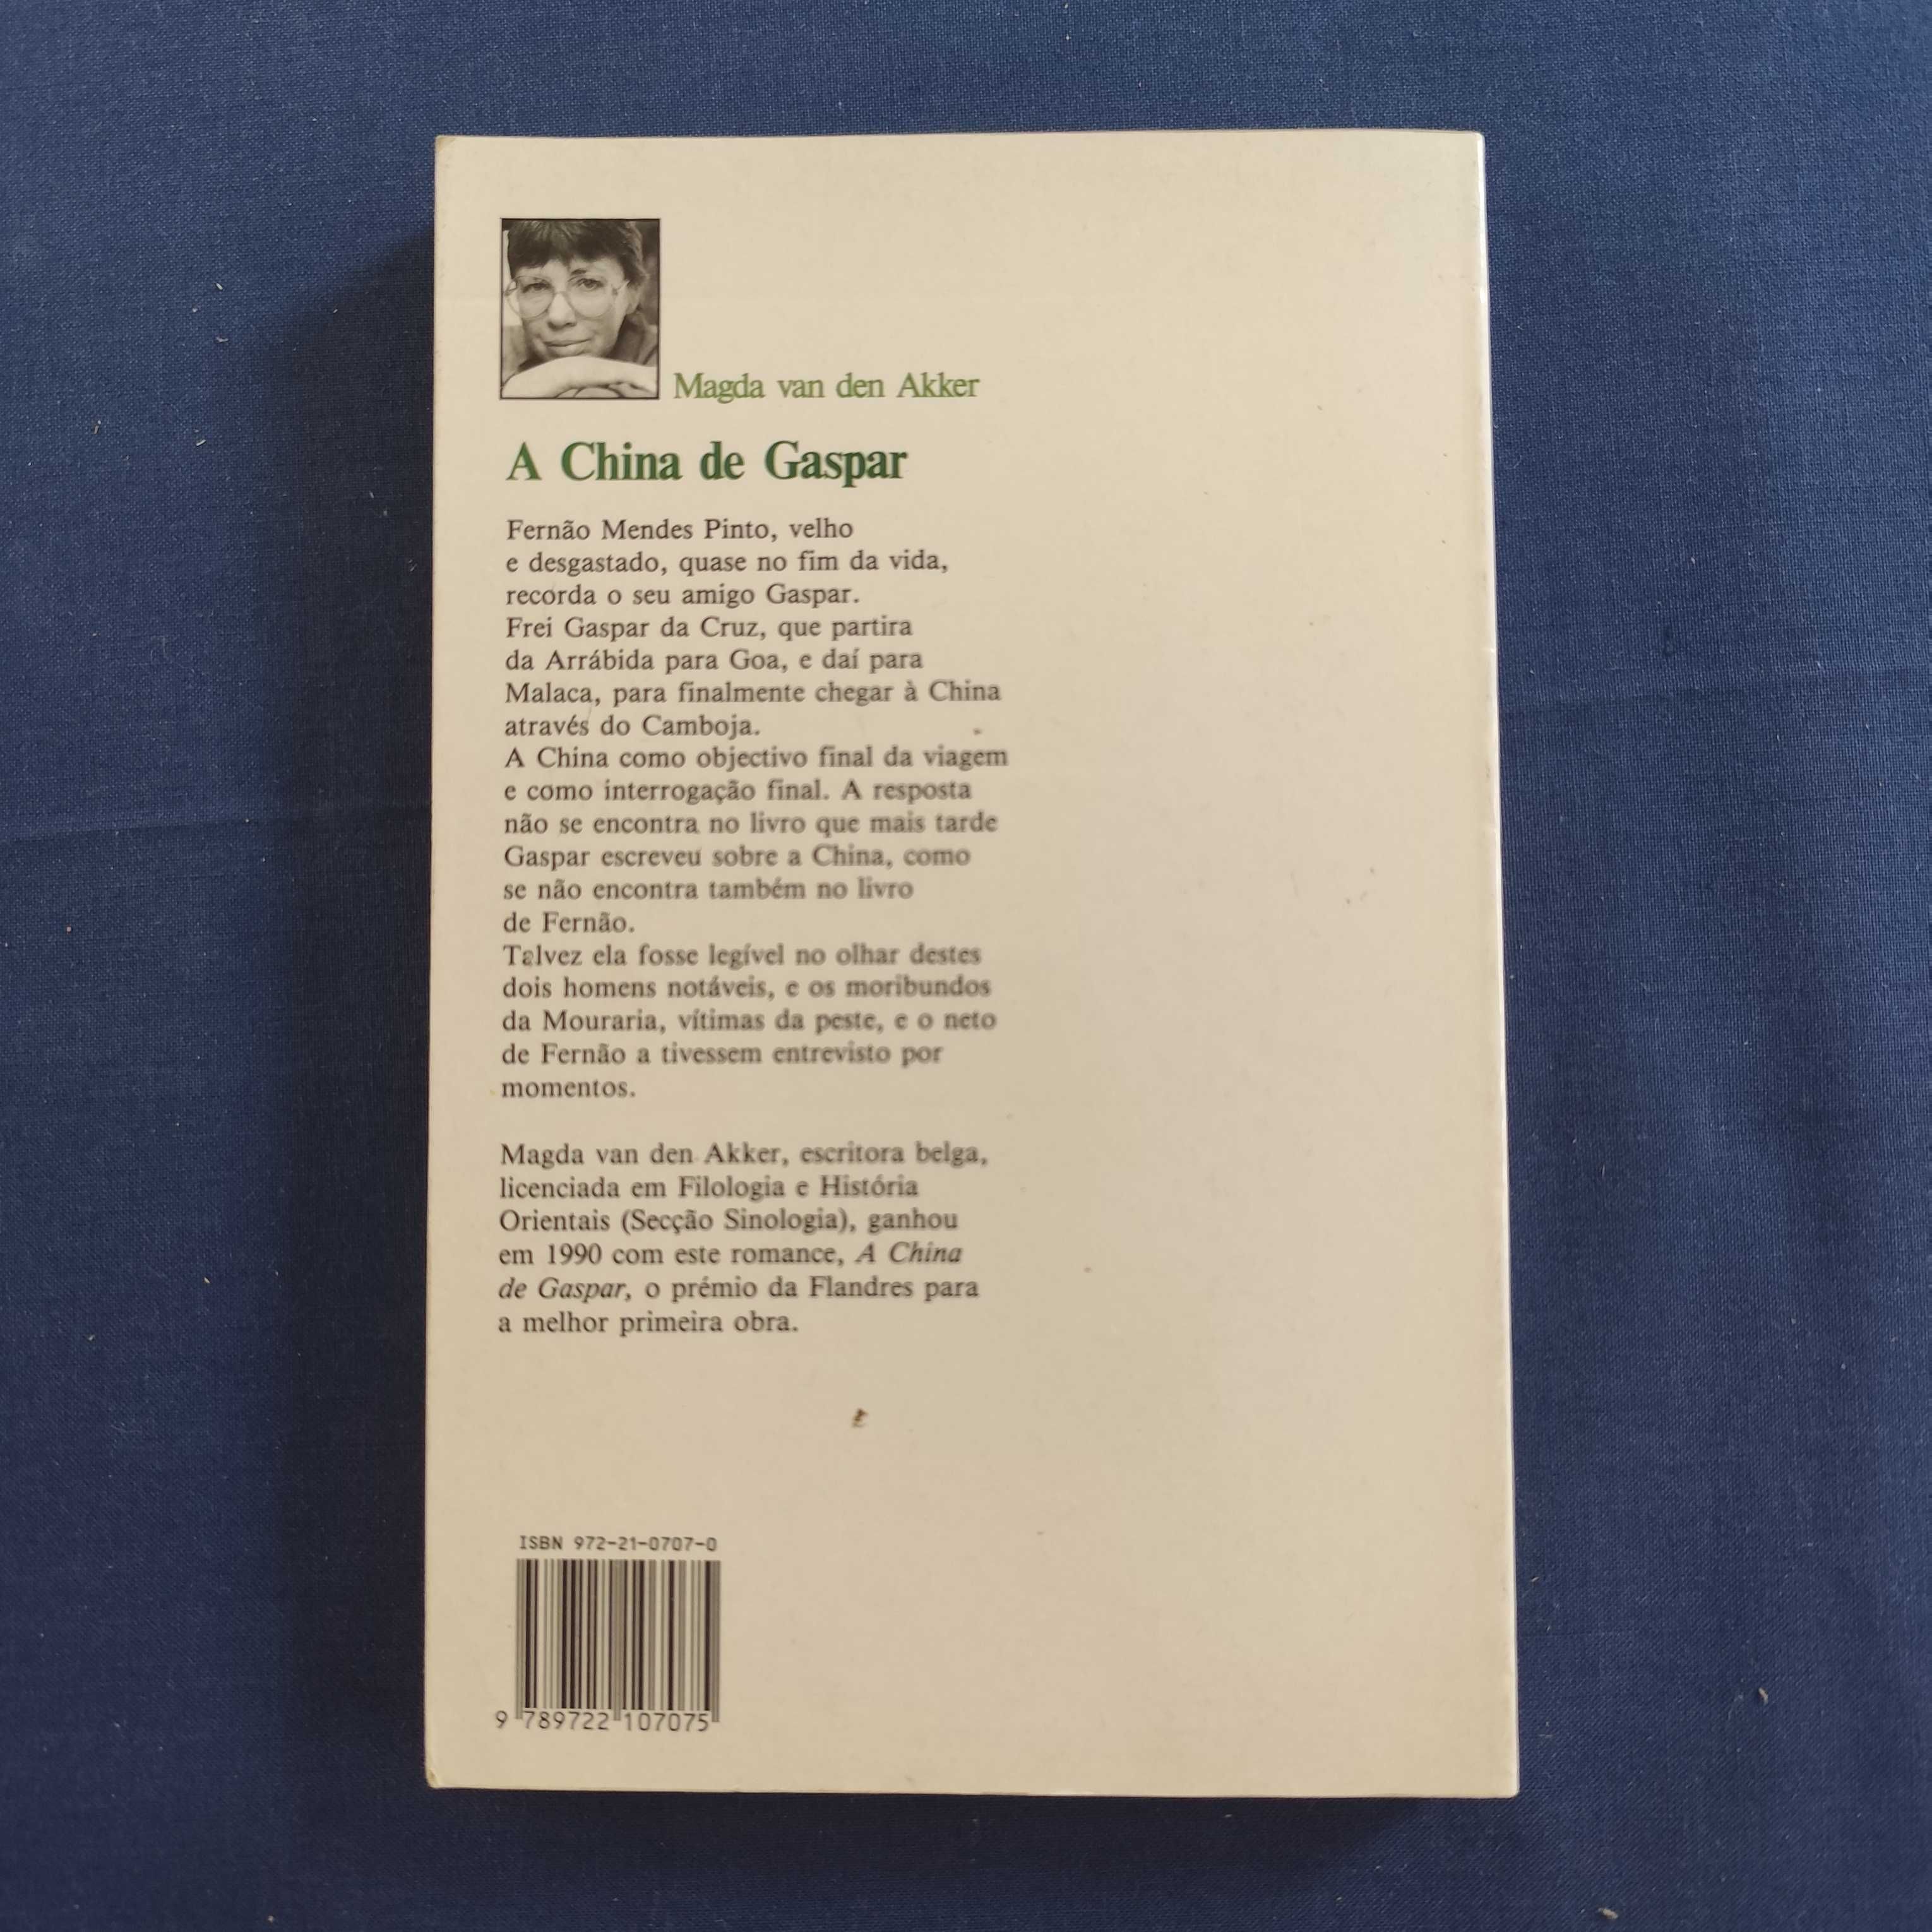 Magda van den Akker
A China de Gaspar
Fernão Mendes Pinto, velho
e desgastado, quase no fim da vida,
recorda o seu amigo Gaspar.
Frei Gaspar da Cruz, que partira
da Arrábida para Goa, e daí para
Malaca, para finalmente chegar à China
através do Camboja.
A China como objectivo final da viagem
e como interrogação final. A resposta
não se encontra no livro que mais tarde
Gaspar escreveu sobre a China, como
se não encontra também no livro
de Fernão.
Talvez ela fosse legível no olhar destes
dois homens notáveis, e os moribundos
da Mouraria, vítimas da peste, e o neto
de Fernão a tivessem entrevisto por
momentos.
Magda van den Akker, escritora belga,
licenciada em Filologia e História
Orientais (Secção Sinologia), ganhou
em 1990 com este romance, A China
de Gaspar, o prémio da Flandres para
a melhor primeira obra.
ISBN 972-21-0707-0
9 789722 107075